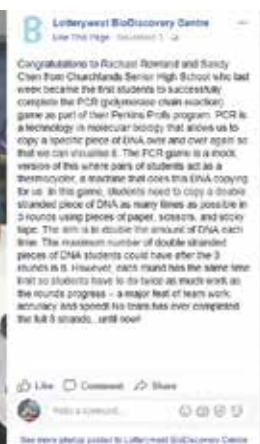 Lotterywest BioDiscovery Centre
Like This Page
Congratulations to Rachael Rowland and Sandy
Chen from Churchlands Senior High School who last
week became the first students to successfully
complete the PCR (polymerase chain reaction)
game as part of their Perkins Profs program. PCR is
a technology in molecular biology that allows us to
copy a specific piece of DNA over and over again so
that we can visualise it. The PCR game is a mock
version of this where pairs of students act as a
thermocycler, a machine that does this DNA copying
for us. In this game, students need to copy a double
stranded piece of DNA as many times as possible in
3 rounds using pieces of paper, scissors, and sticky
tape. The aim is to double the amount of DNA each
time. The maximum number of double stranded
pieces of DNA students could have after the 3
rounds is 8. However, each round has the same time
limit so students have to do twice as much work as
the rounds progress – a major feat of team work,
accuracy and speed! No team has ever completed
the full 8 strands...until now!
Like Comment Share
See more photos posted to Lotterywest BioDiscovery Centre